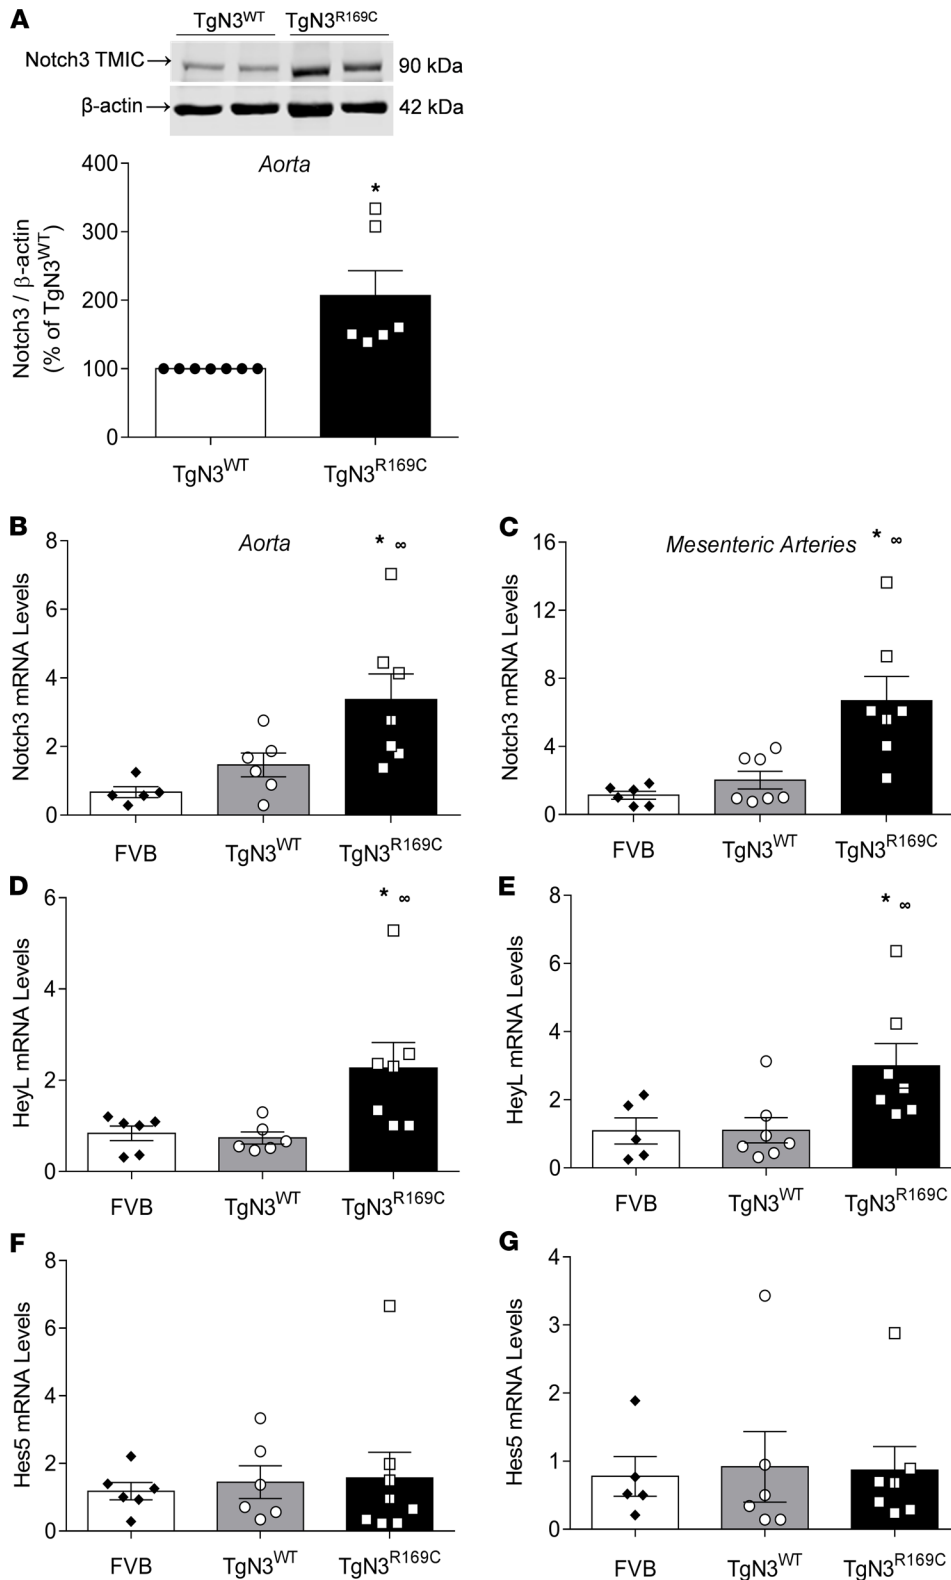 A
TgN3WT TgN3R169C
Notch3 TMIC → 90 kDa
β-actin → 42 kDa
Aorta
*
Notch3 / β-actin
(% of TgN3WT)
400
300
200
100
0
TgN3WT TgN3R169C
B
Aorta
* ∞
Notch3 mRNA Levels
8
6
4
2
0
FVB TgN3WT TgN3R169C
C
Mesenteric Arteries
* ∞
Notch3 mRNA Levels
16
12
8
4
0
FVB TgN3WT TgN3R169C
D
* ∞
HeyL mRNA Levels
6
4
2
0
FVB TgN3WT TgN3R169C
E
* ∞
HeyL mRNA Levels
8
6
4
2
0
FVB TgN3WT TgN3R169C
F
Hes5 mRNA Levels
8
6
4
2
0
FVB TgN3WT TgN3R169C
G
Hes5 mRNA Levels
4
3
2
1
0
FVB TgN3WT TgN3R169C